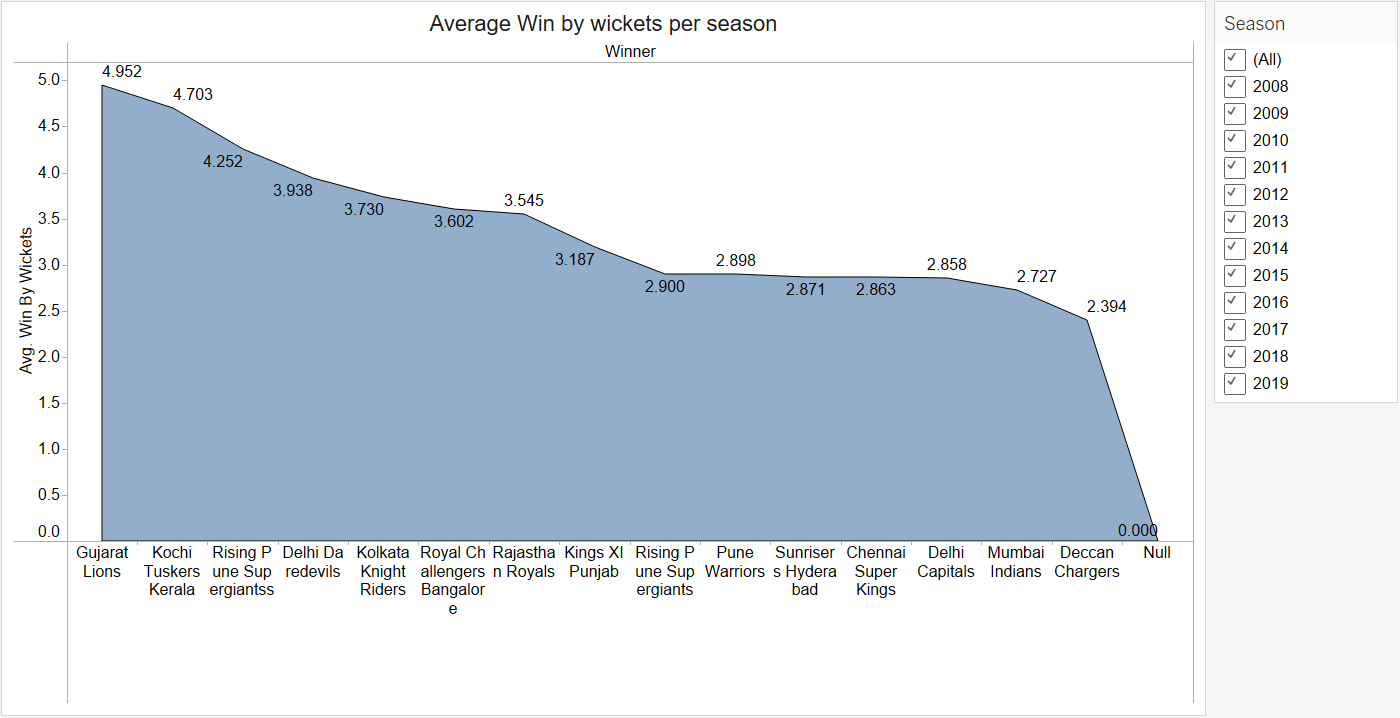 Average Win by wickets per season
Winner
Avg. Win By Wickets
5.0
4.5
4.0
3.5
3.0
2.5
2.0
1.5
1.0
0.5
0.0
4.952
4.703
4.252
3.938
3.730
3.602
3.545
3.187
2.900
2.898
2.871
2.863
2.858
2.727
2.394
0.000
Gujarat
Lions
Kochi
Tuskers
Kerala
Rising P
une Sup
ergiantss
Delhi Da
redevils
Kolkata
Knight
Riders
Royal Ch
allengers
Bangalor
e
Rajastha
n Royals
Kings XI
Punjab
Rising P
une Sup
ergiants
Pune
Warriors
Sunriser
s Hydera
bad
Chennai
Super
Kings
Delhi
Capitals
Mumbai
Indians
Deccan
Chargers
Null
Season
(All)
2008
2009
2010
2011
2012
2013
2014
2015
2016
2017
2018
2019